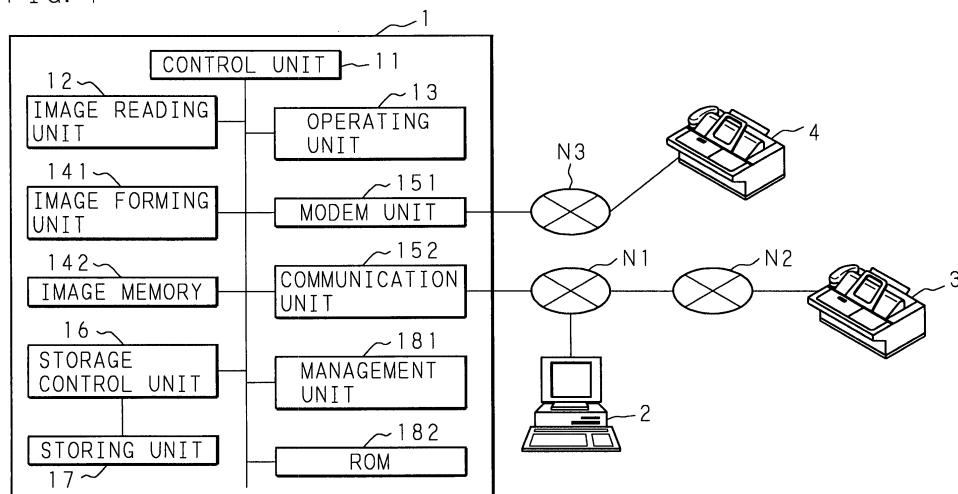 1
CONTROL UNIT
11
12
IMAGE READING
UNIT
13
OPERATING
UNIT
4
141
IMAGE FORMING
UNIT
151
MODEM UNIT
N3
142
IMAGE MEMORY
152
COMMUNICATION
UNIT
N1
N2
3
16
STORAGE
CONTROL UNIT
181
MANAGEMENT
UNIT
2
STORING UNIT
17
182
ROM